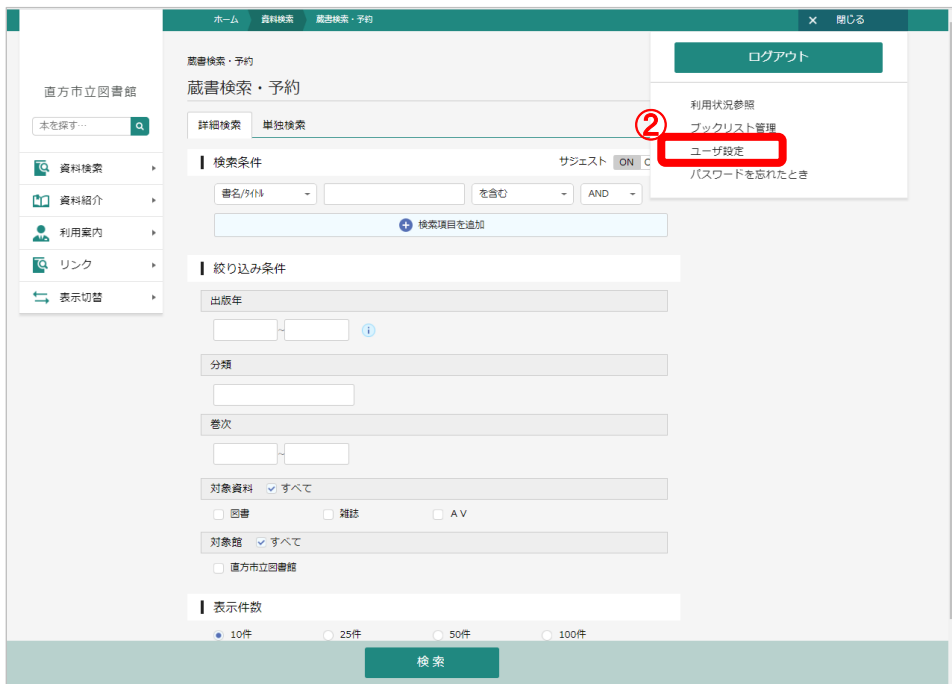 ホーム 資料検索 蔵書検索・予約 × 閉じる
ログアウト
利用状況参照
ブックリスト管理
②
ユーザ設定
パスワードを忘れたとき
直方市立図書館
本を探す…
資料検索
資料紹介
利用案内
リンク
表示切替
蔵書検索・予約
蔵書検索・予約
詳細検索 単独検索
検索条件 サジェスト ON
書名/タイトル を含む AND
検索項目を追加
絞り込み条件
出版年
~
分類
巻次
~
対象資料 すべて
図書 雑誌 AV
対象館 すべて
直方市立図書館
表示件数
10件 25件 50件 100件
検索